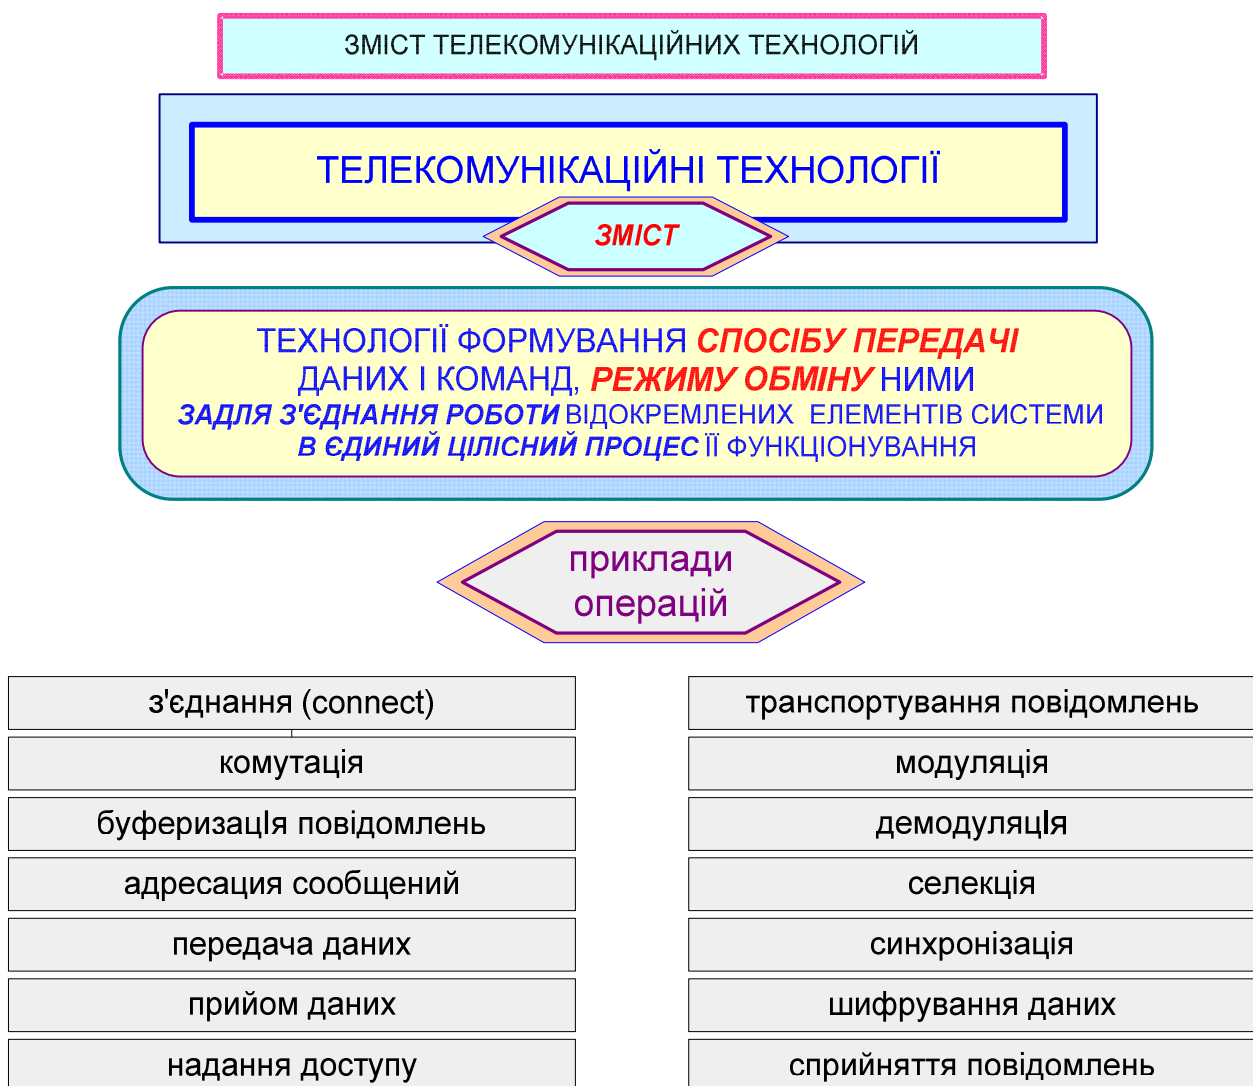 ЗМІСТ ТЕЛЕКОМУНІКАЦІЙНИХ ТЕХНОЛОГІЙ
ТЕЛЕКОМУНІКАЦІЙНІ ТЕХНОЛОГІЇ
ЗМІСТ
ТЕХНОЛОГІЇ ФОРМУВАННЯ СПОСІБУ ПЕРЕДАЧІ
ДАНИХ І КОМАНД, РЕЖИМУ ОБМІНУ НИМИ
ЗАДЛЯ З'ЄДНАННЯ РОБОТИ ВІДОКРЕМЛЕНИХ ЕЛЕМЕНТІВ СИСТЕМИ
В ЄДИНИЙ ЦІЛІСНИЙ ПРОЦЕС ЇЇ ФУНКЦІОНУВАННЯ
приклади
операцій
з'єднання (connect)
комутація
буферизацІя повідомлень
адресация сообщений
передача даних
прийом даних
надання доступу
транспортування повідомлень
модуляція
демодуляцІя
селекція
синхронізація
шифрування даних
сприйняття повідомлень